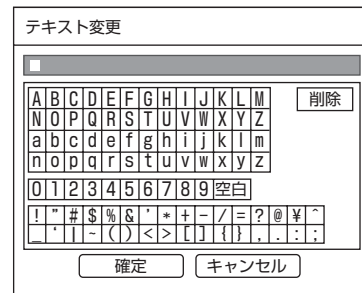 テキスト変更
A B C D E F G H I J K L M 削除
N O P Q R S T U V W X Y Z
a b c d e f g h i j k l m
n o p q r s t u v w x y z
0 1 2 3 4 5 6 7 8 9 空白
! " # $ % & ' * + - / = ? @ ¥ ^
_ ` | ~ ( ) < > [ ] { } , . : ;
確定 キャンセル